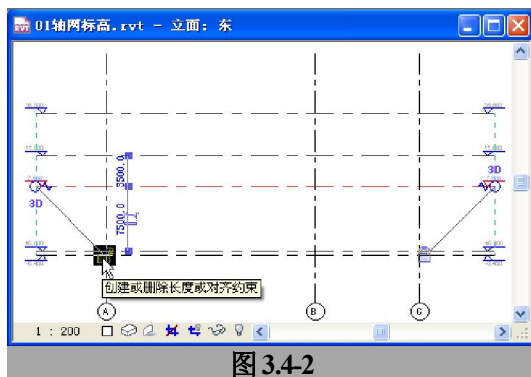 01轴网标高.rvt - 立面: 东
3D
3D
3500.0
7500.0
创建或删除长度或对齐约束
A
B
C
1 : 200
图 3.4-2